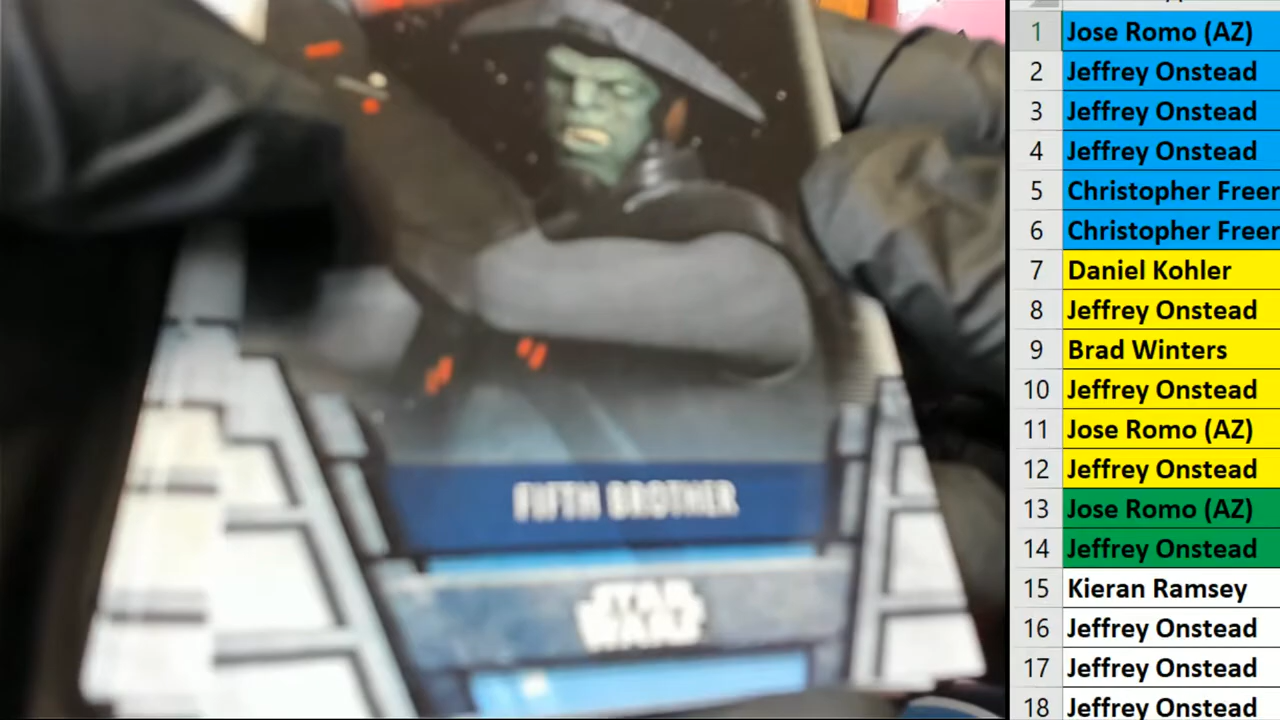 FIFTH BROTHER
STAR
WARS
1 Jose Romo (AZ)
2 Jeffrey Onstead
3 Jeffrey Onstead
4 Jeffrey Onstead
5 Christopher Freer
6 Christopher Freer
7 Daniel Kohler
8 Jeffrey Onstead
9 Brad Winters
10 Jeffrey Onstead
11 Jose Romo (AZ)
12 Jeffrey Onstead
13 Jose Romo (AZ)
14 Jeffrey Onstead
15 Kieran Ramsey
16 Jeffrey Onstead
17 Jeffrey Onstead
18 Jeffrey Onstead